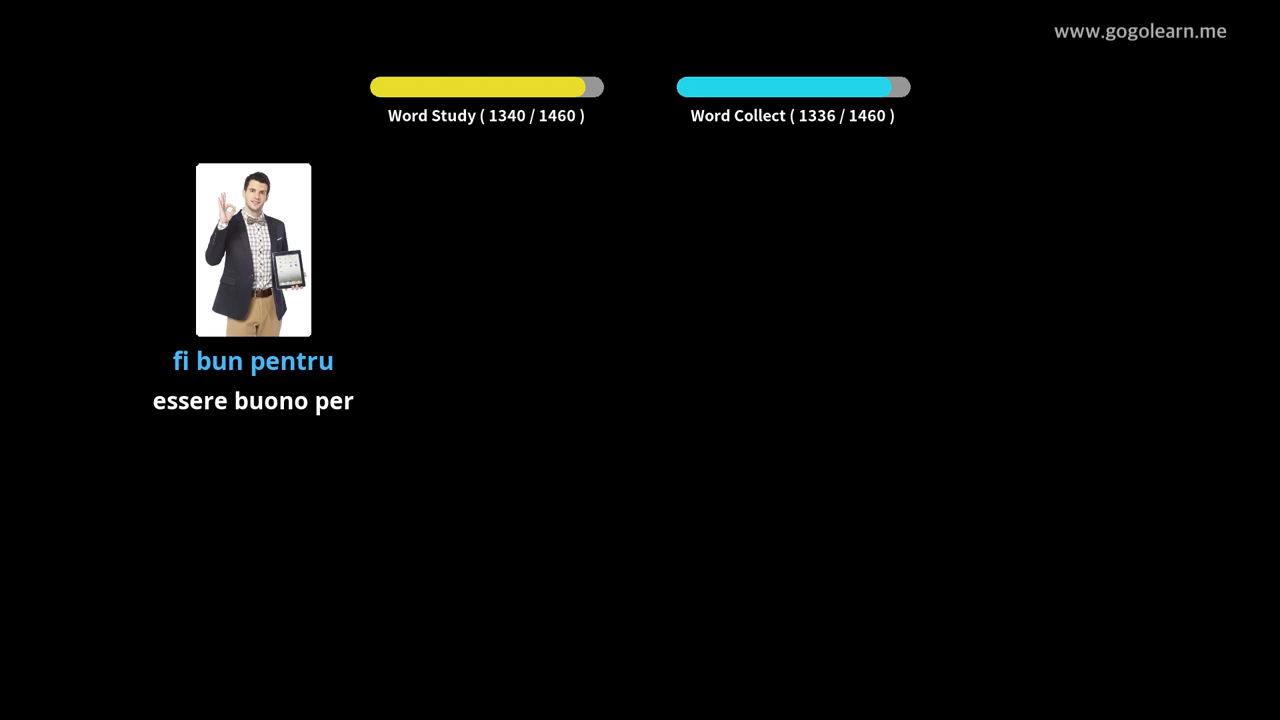 www.gogolearn.me
Word Study ( 1340 / 1460 )
Word Collect ( 1336 / 1460 )
fi bun pentru
essere buono per